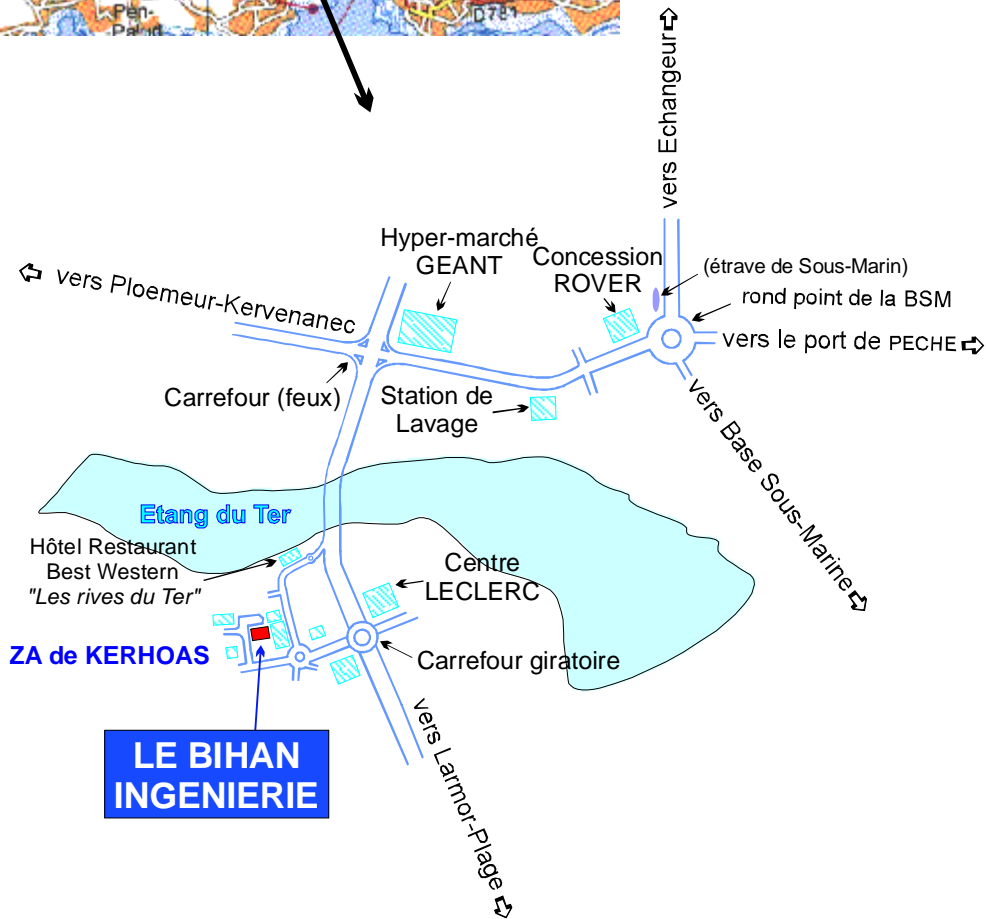 Pen-
Palud
D781
vers Echangeur
Hyper-marché
GEANT
Concession
ROVER
(étrave de Sous-Marin)
rond point de la BSM
vers Ploemeur-Kervenanec
vers le port de PECHE
Carrefour (feux)
Station de
Lavage
vers Base Sous-Marine
Etang du Ter
Hôtel Restaurant
Best Western
"Les rives du Ter"
Centre
LECLERC
ZA de KERHOAS
Carrefour giratoire
LE BIHAN
INGENIERIE
vers Larmor-Plage